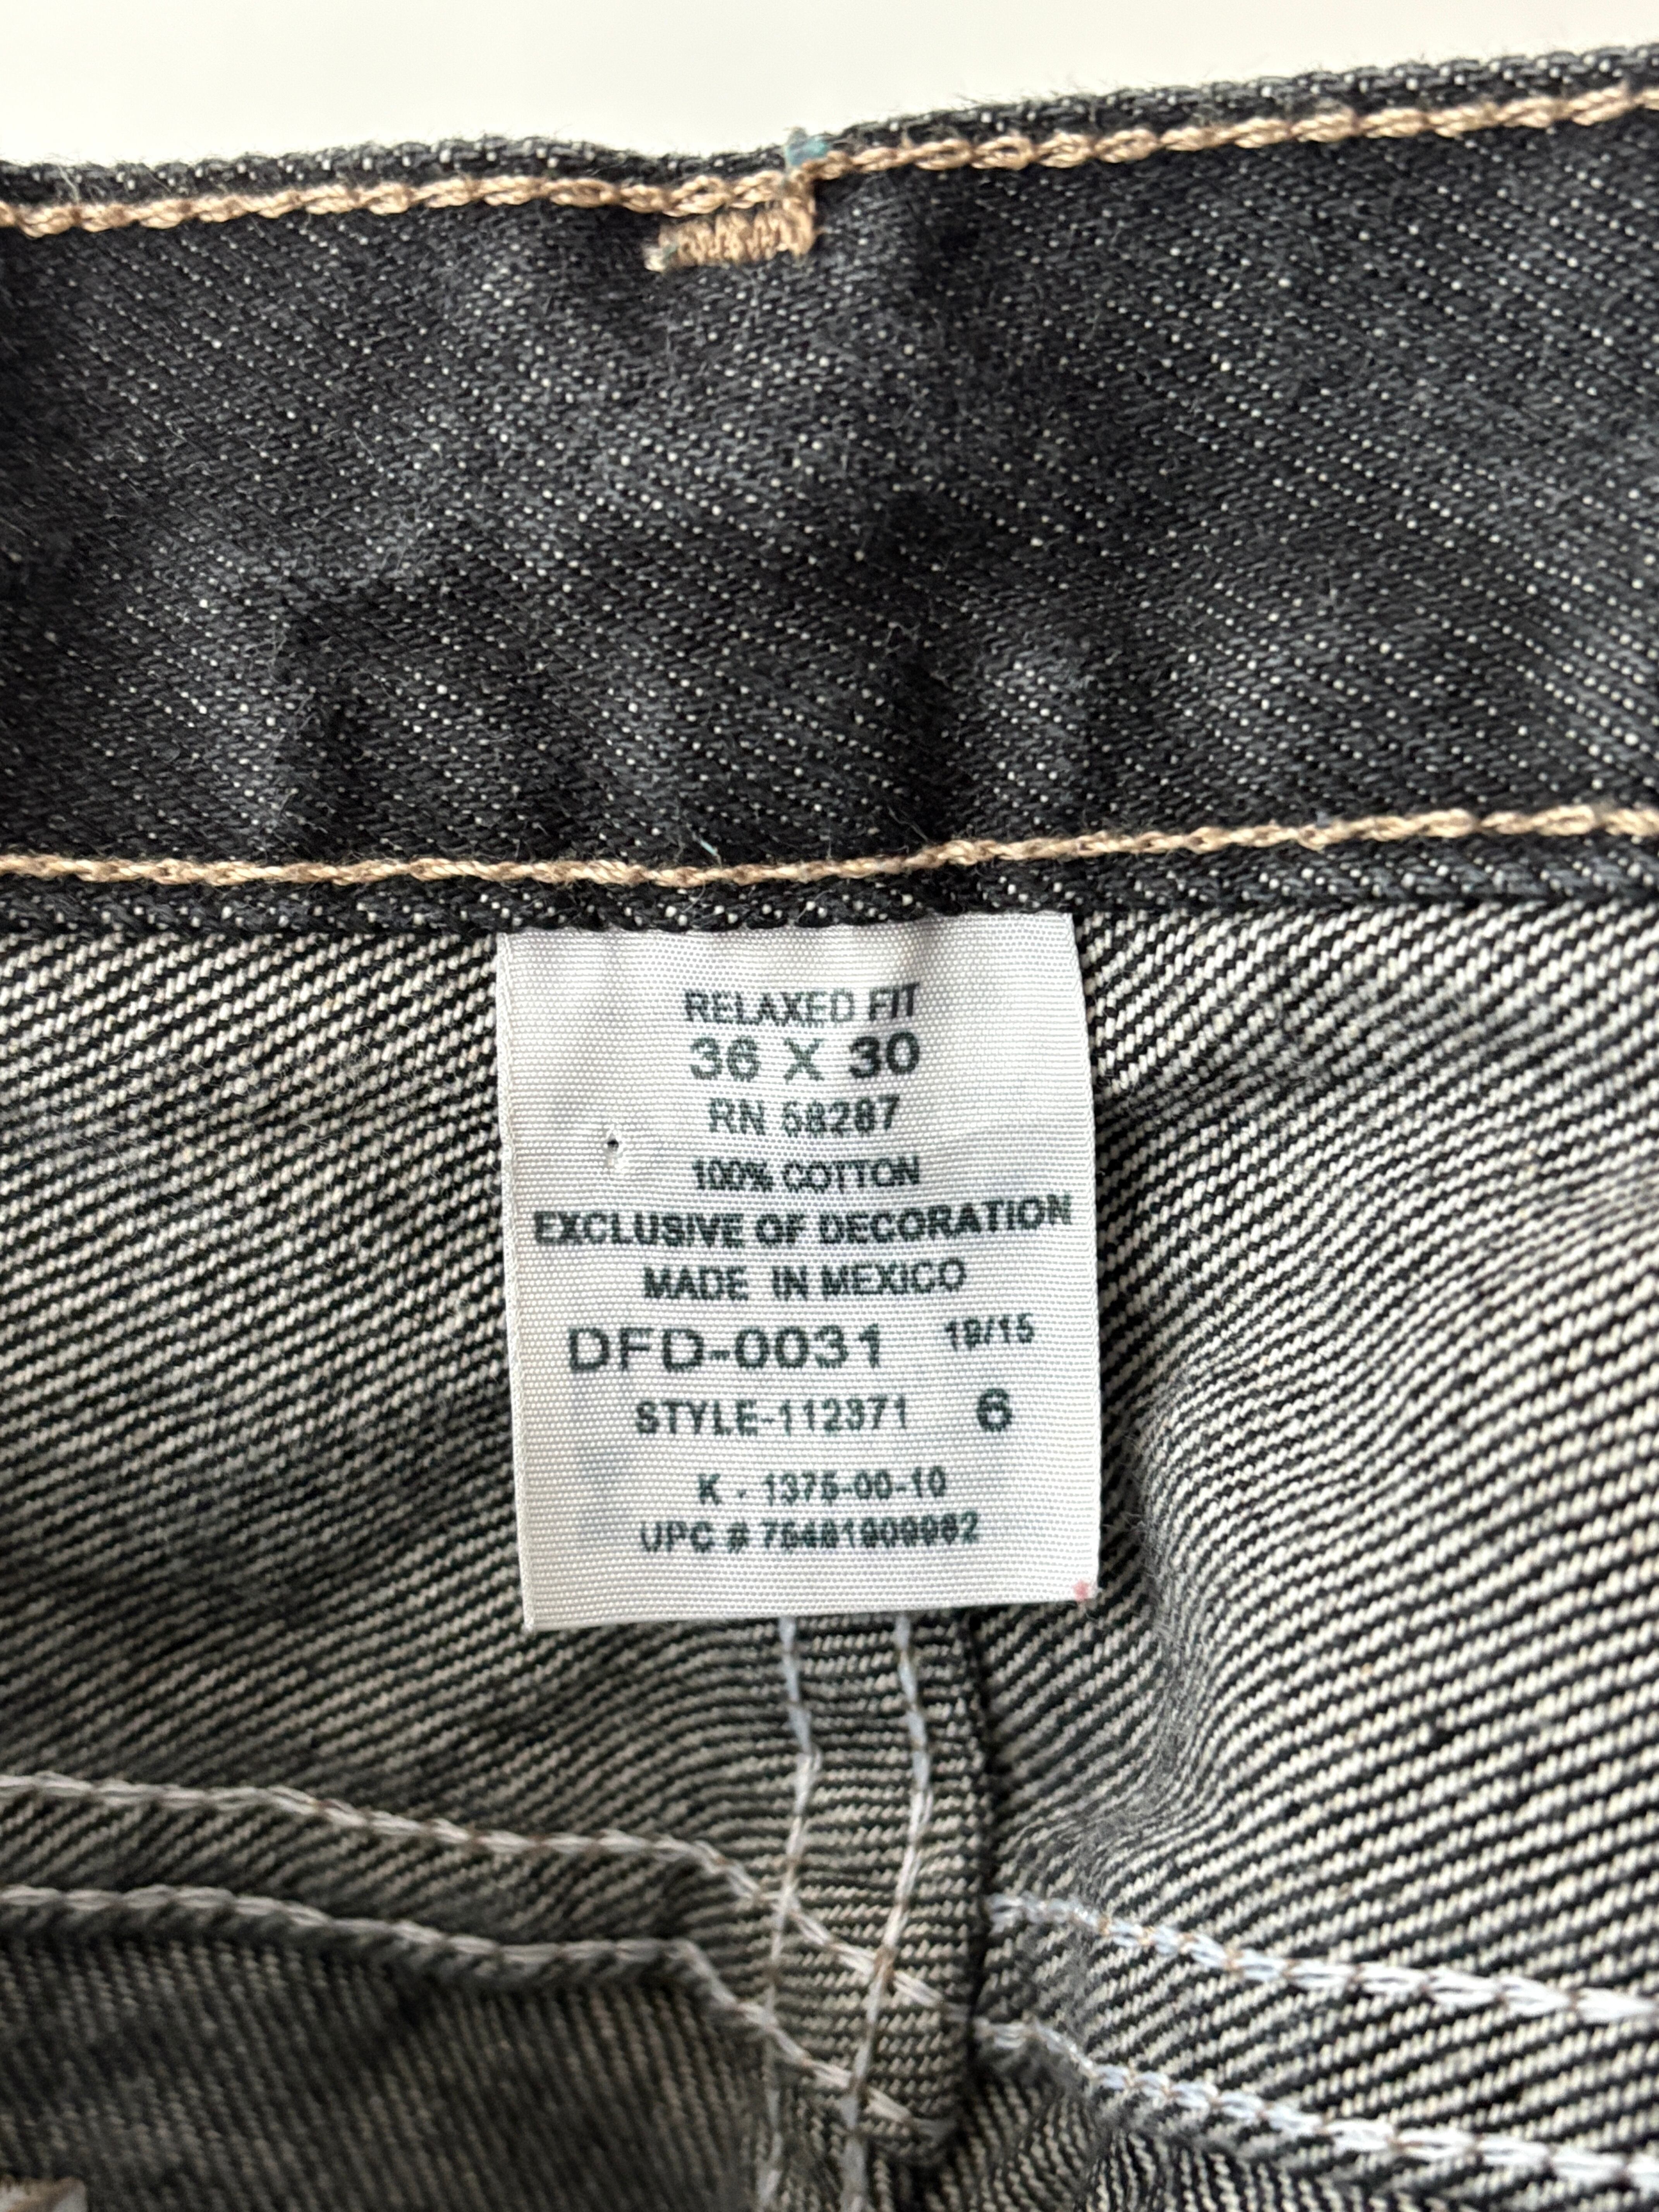 RELAXED FIT
36 X 30
RN 58287
100% COTTON
EXCLUSIVE OF DECORATION
MADE IN MEXICO
DFD-0031 19/15
STYLE-112371 6
K - 1375-00-10
UPC #